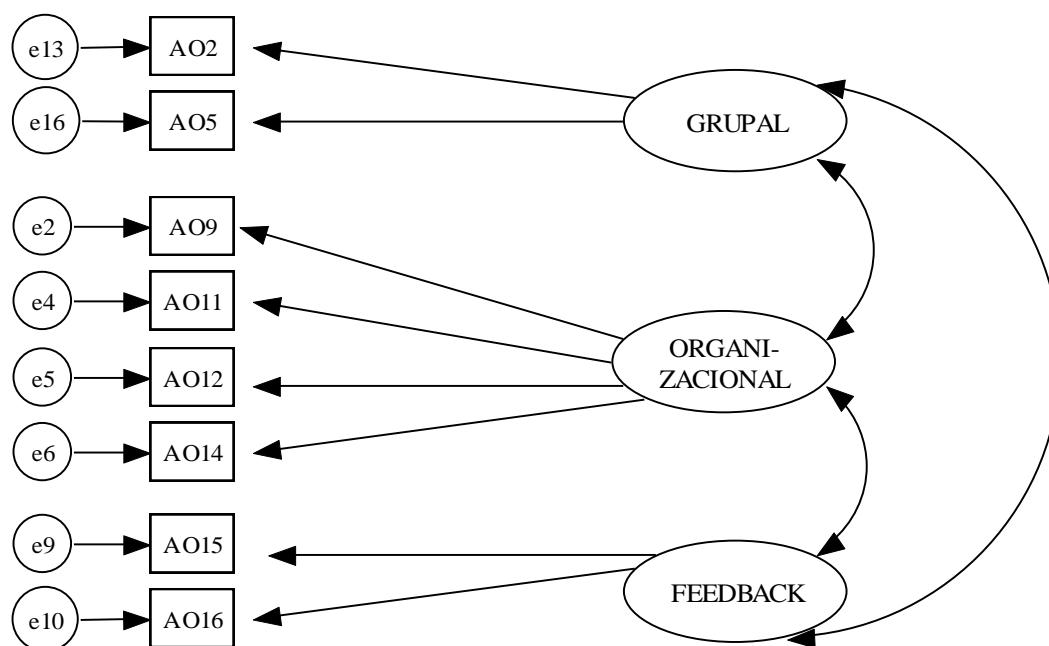 e13
AO2
e16
AO5
GRUPAL
e2
AO9
e4
AO11
ORGANI-
ZACIONAL
e5
AO12
e6
AO14
e9
AO15
FEEDBACK
e10
AO16